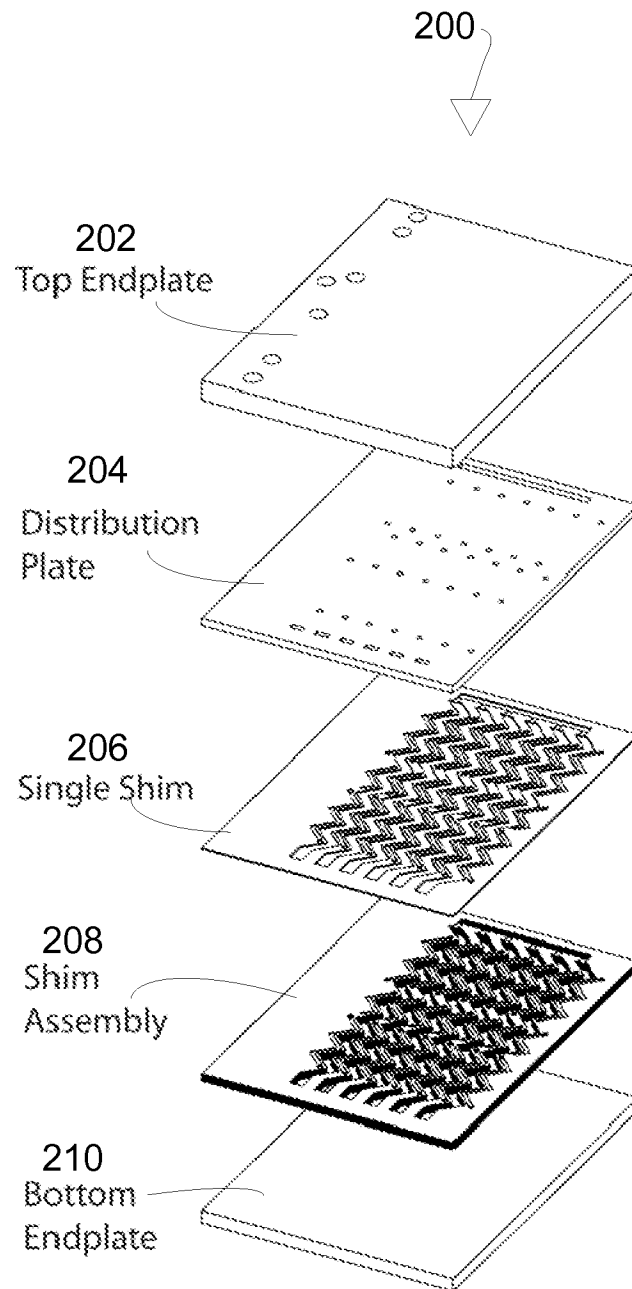 200
202
Top Endplate
204
Distribution
Plate
206
Single Shim
208
Shim
Assembly
210
Bottom
Endplate